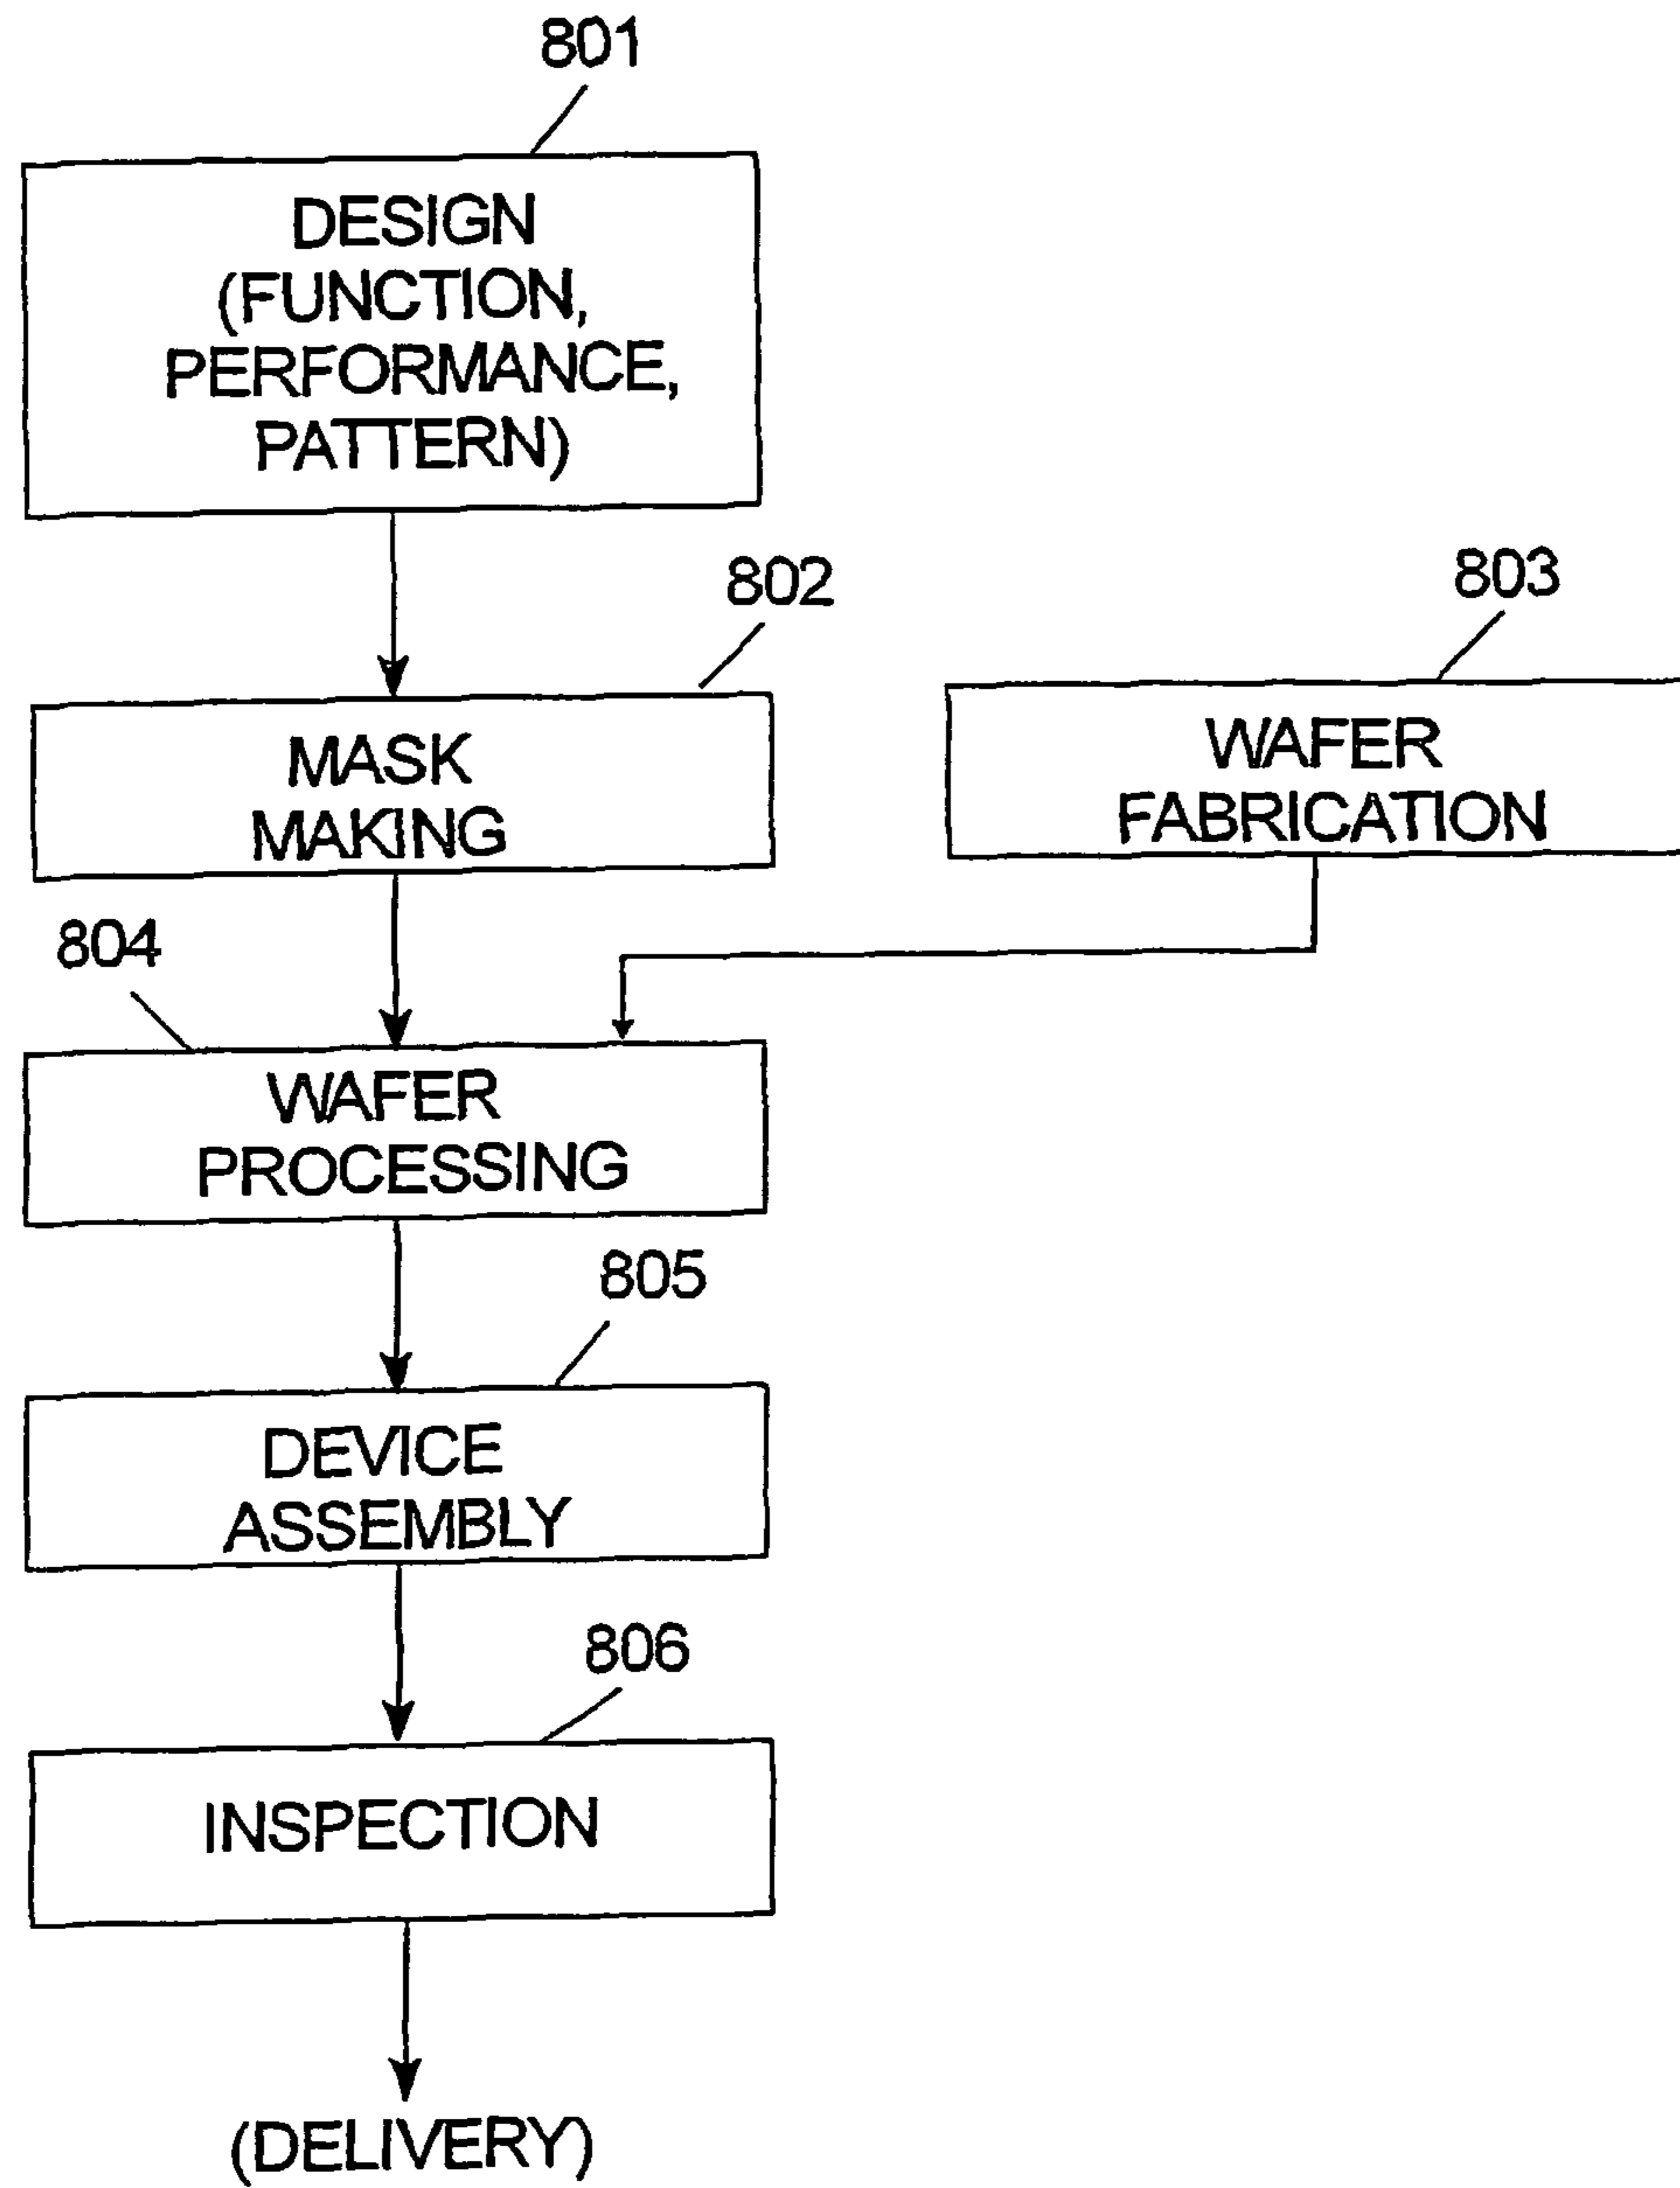 801
DESIGN
(FUNCTION,
PERFORMANCE,
PATTERN)
802
MASK
MAKING
803
WAFER
FABRICATION
804
WAFER
PROCESSING
805
DEVICE
ASSEMBLY
806
INSPECTION
(DELIVERY)